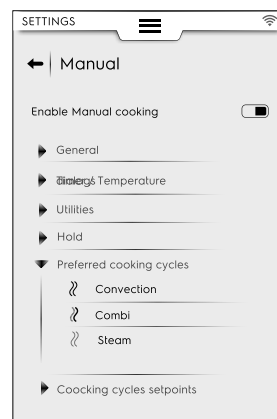 SETTINGS
Manual
Enable Manual cooking
General
/ Temperature
Utilities
Hold
Preferred cooking cycles
Convection
Combi
Steam
Coocking cycles setpoints